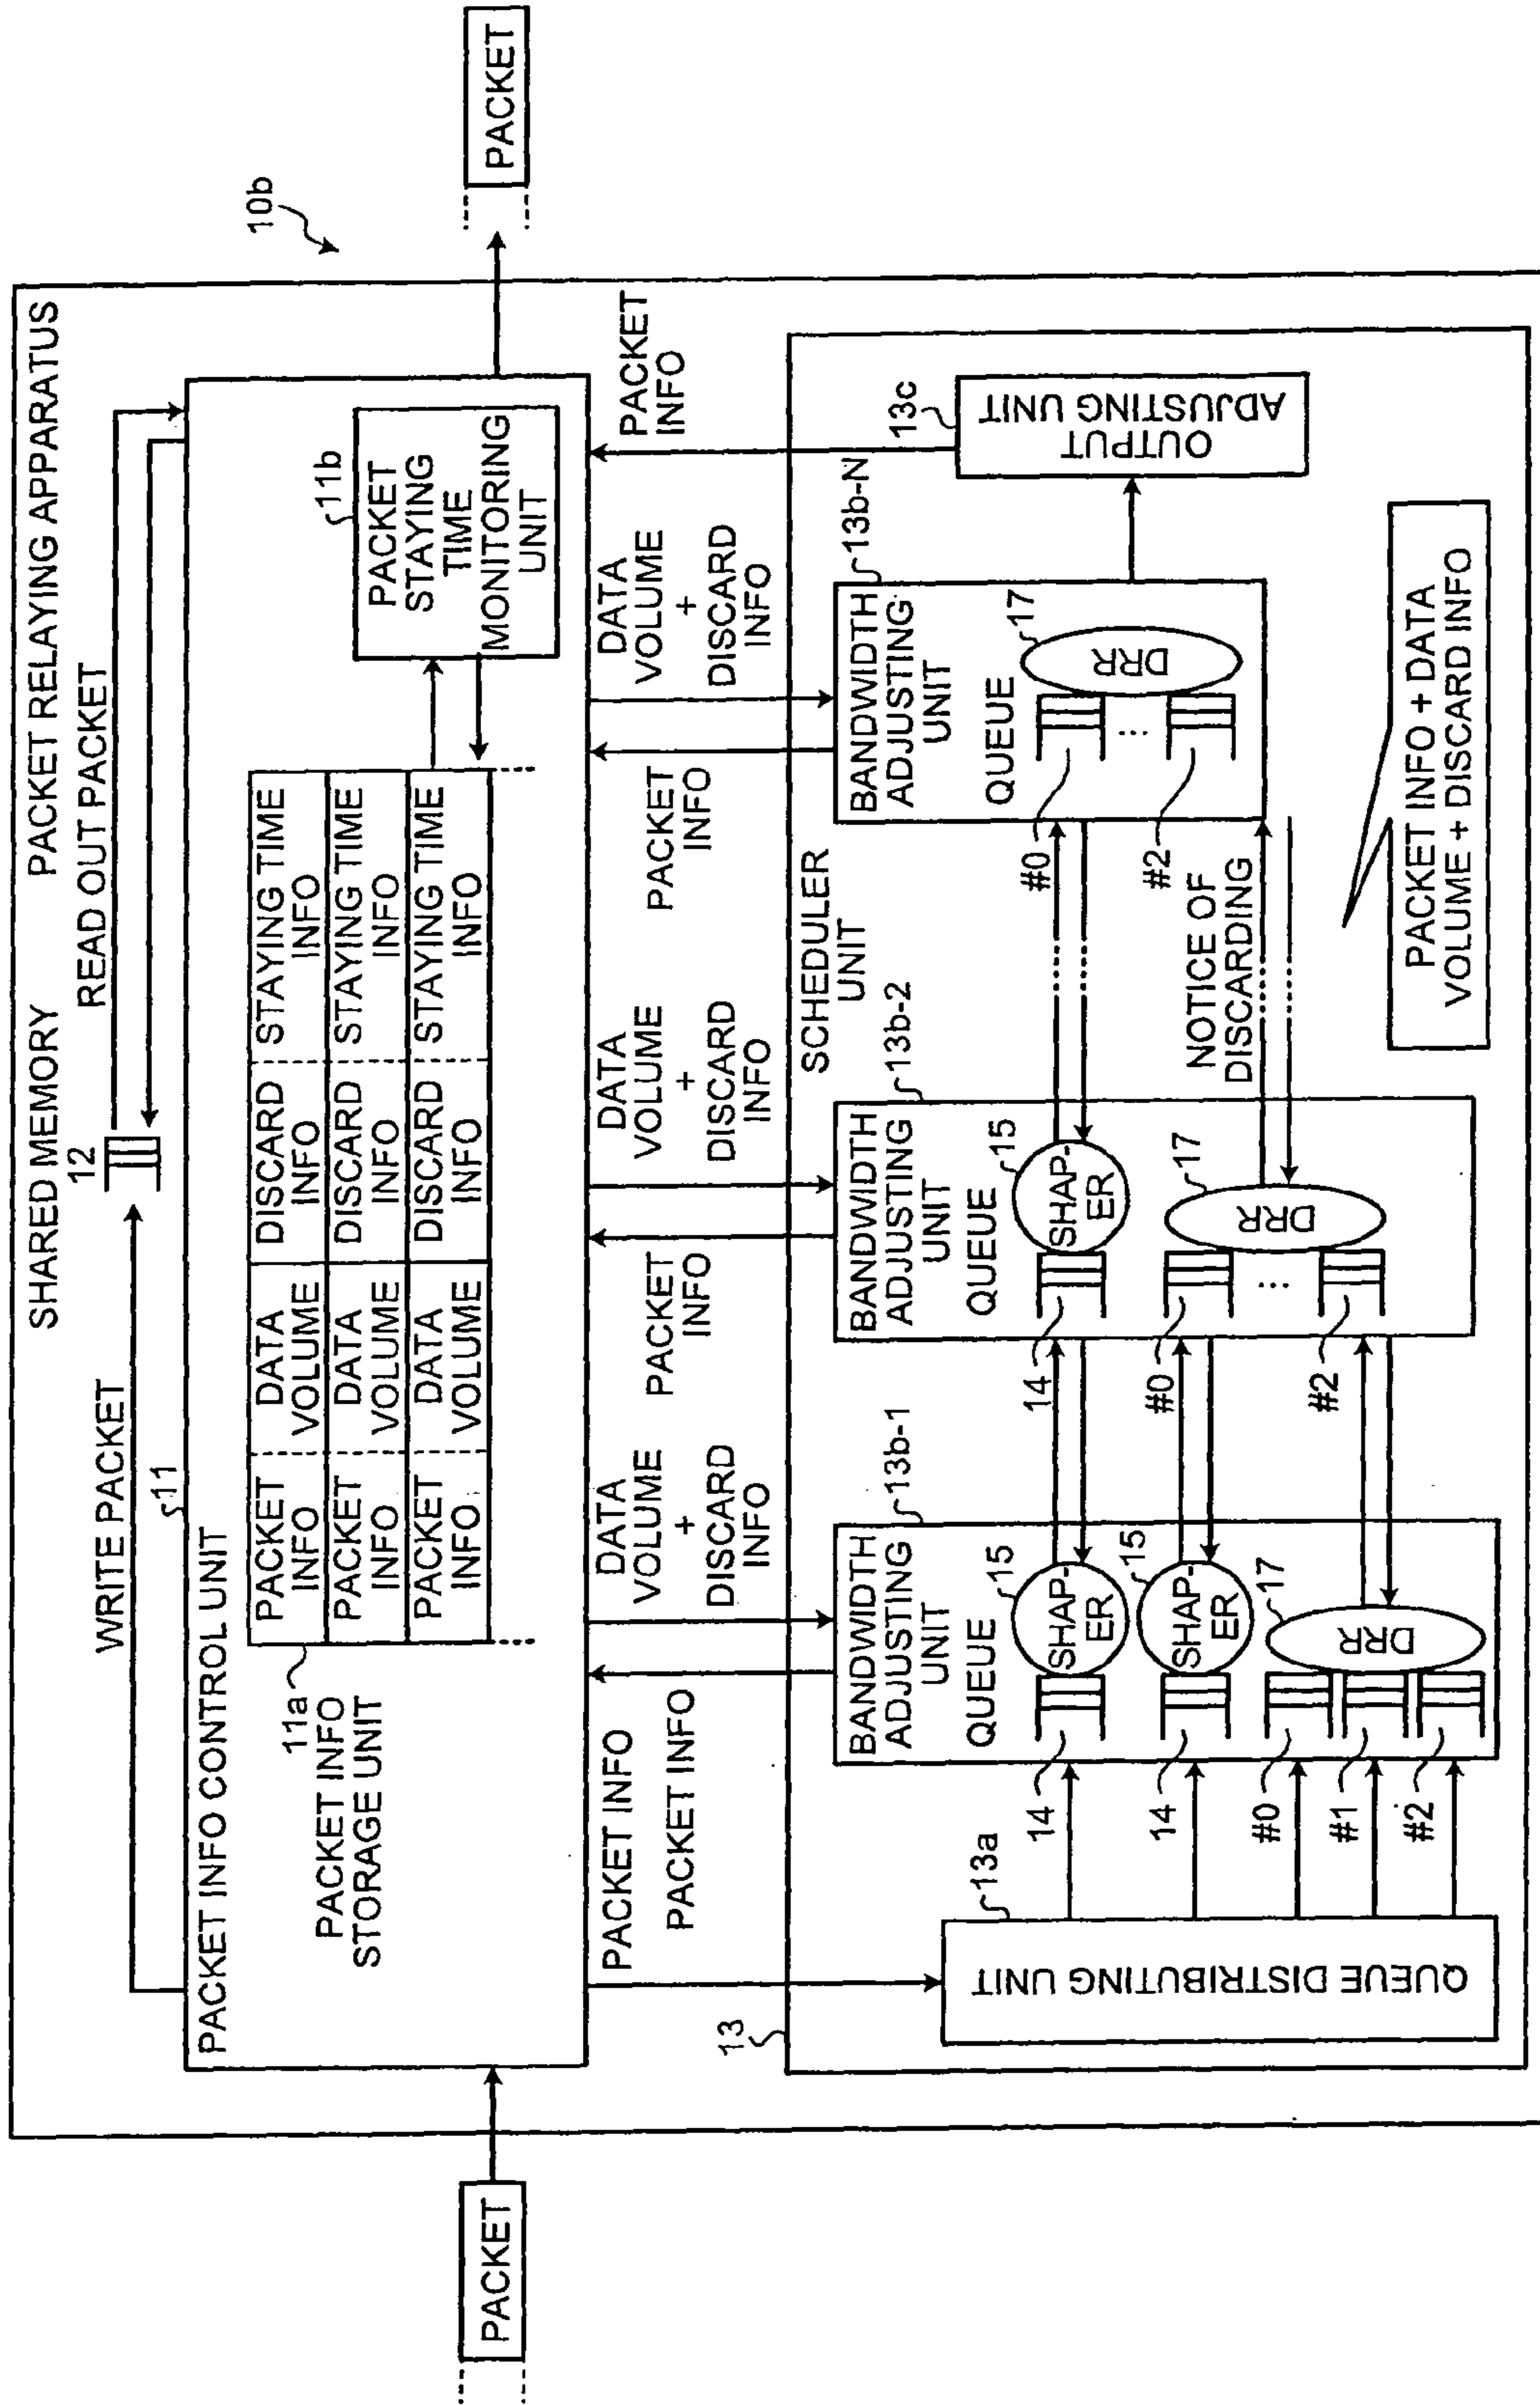 SHARED MEMORY
PACKET RELAYING APPARATUS
10b
WRITE PACKET
12
READ OUT PACKET
11
PACKET INFO CONTROL UNIT
PACKET
PACKET
11a
PACKET INFO
STORAGE UNIT
PACKET INFO
DATA VOLUME
DISCARD INFO
STAYING TIME INFO
PACKET INFO
DATA VOLUME
DISCARD INFO
STAYING TIME INFO
PACKET INFO
DATA VOLUME
DISCARD INFO
STAYING TIME INFO
11b
PACKET
STAYING
TIME
MONITORING
UNIT
PACKET INFO
PACKET INFO
DATA
VOLUME
+
DISCARD
INFO
PACKET
INFO
DATA
VOLUME
+
DISCARD
INFO
PACKET
INFO
DATA
VOLUME
+
DISCARD
INFO
PACKET
INFO
13
SCHEDULER
UNIT
13a
QUEUE DISTRIBUTING UNIT
13b-1
BANDWIDTH
ADJUSTING
UNIT
QUEUE
14
SHAP-
ER
15
14
SHAP-
ER
15
#0
#1
#2
DRR
17
13b-2
BANDWIDTH
ADJUSTING
UNIT
QUEUE
14
SHAP-
ER
15
#0
...
#2
DRR
17
NOTICE OF
DISCARDING
13b-N
BANDWIDTH
ADJUSTING
UNIT
QUEUE
#0
...
#2
DRR
17
13c
OUTPUT
ADJUSTING UNIT
PACKET INFO + DATA
VOLUME + DISCARD INFO